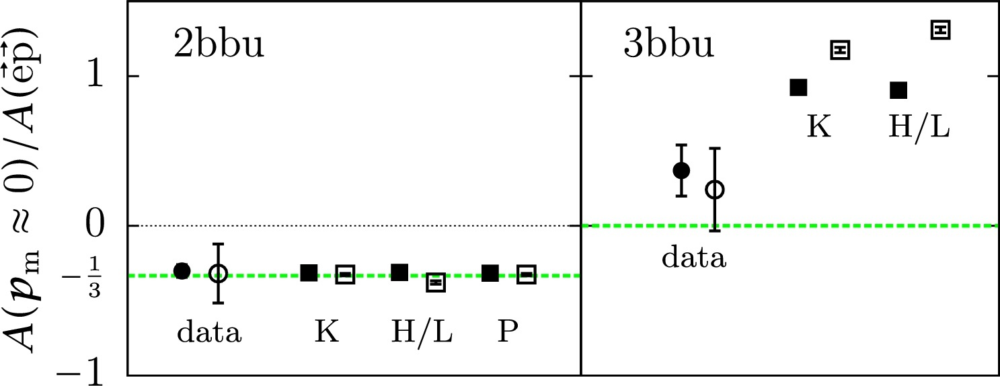 A(pₘ ≈ 0)/A(e⃗p⃗)
2bbu
3bbu
1
0
−1/3
−1
data
K
H/L
P
data
K
H/L